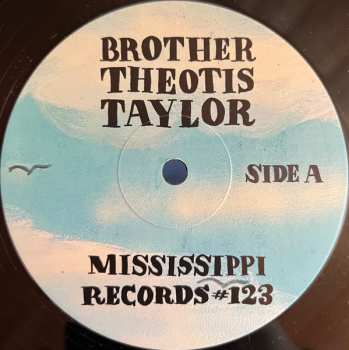 BROTHER
THEOTIS
TAYLOR
SIDE A
MISSISSIPPI
RECORDS #123